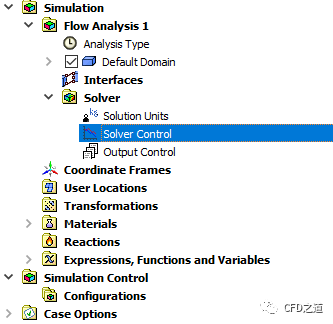 Simulation
Flow Analysis 1
Analysis Type
Default Domain
Interfaces
Solver
Solution Units
Solver Control
Output Control
Coordinate Frames
User Locations
Transformations
Materials
Reactions
Expressions, Functions and Variables
Simulation Control
Configurations
Case Options
CFD之道